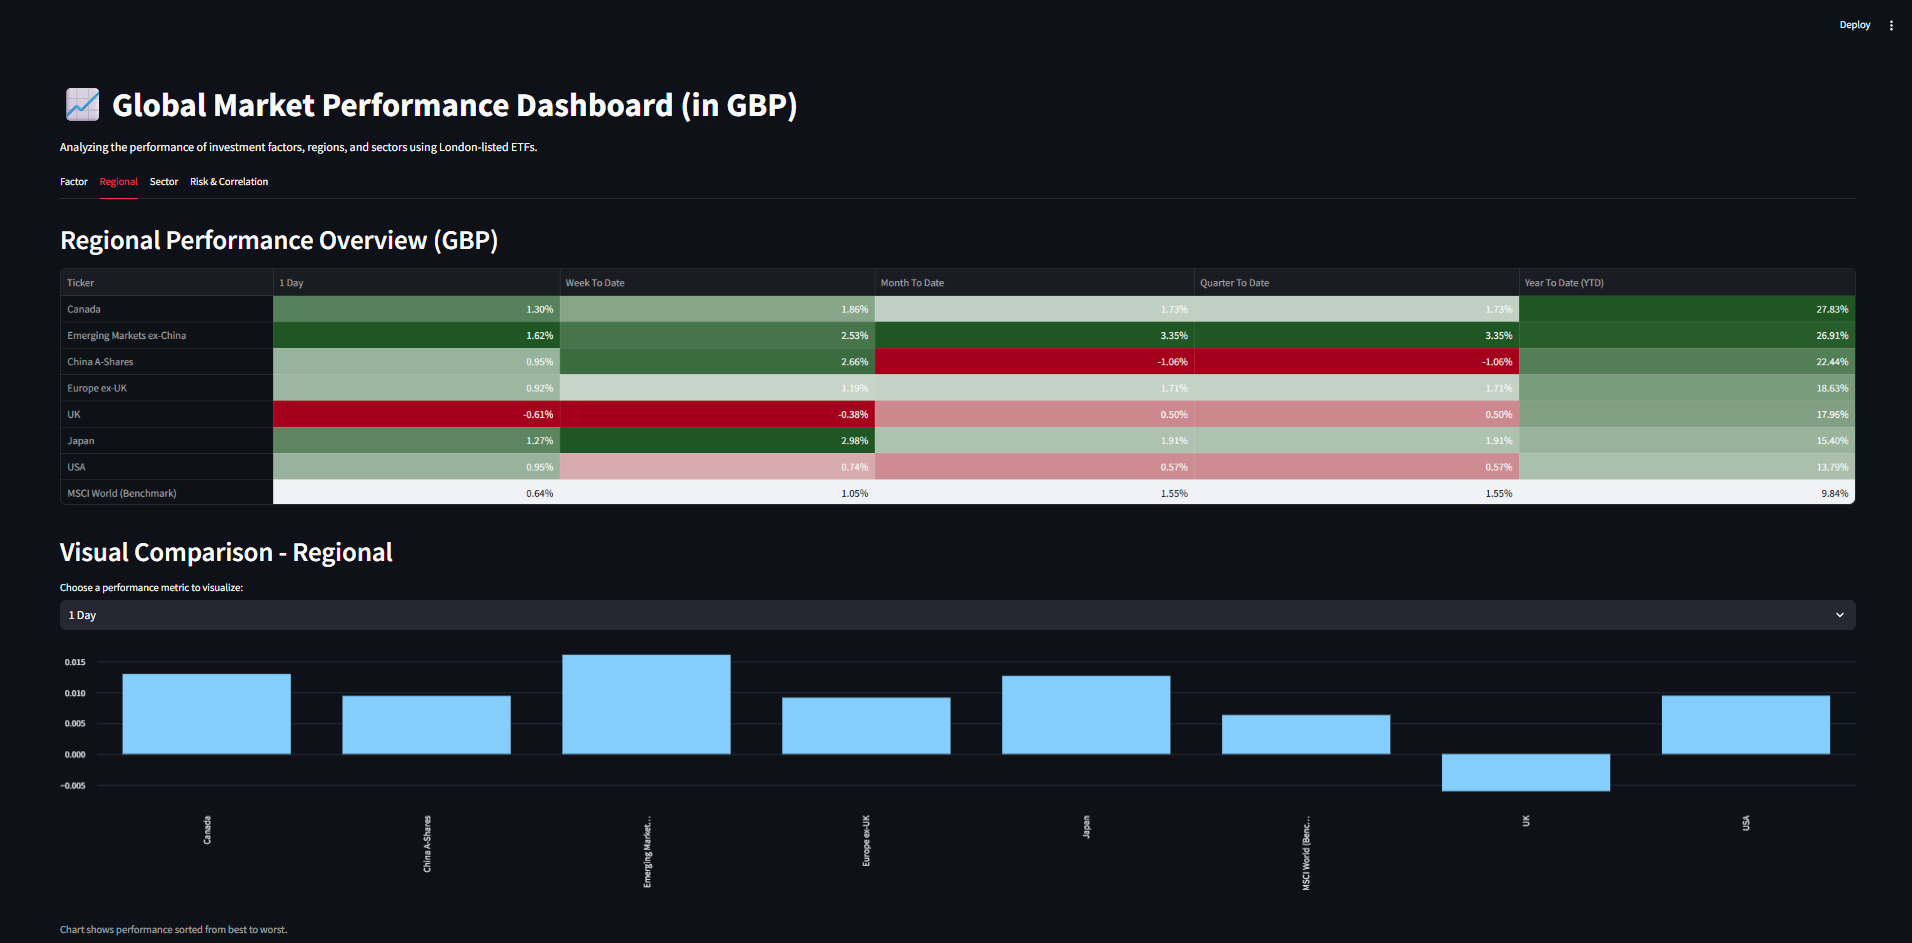 Deploy
Global Market Performance Dashboard (in GBP)
Analyzing the performance of investment factors, regions, and sectors using London-listed ETFs.
Factor Regional Sector Risk & Correlation
Regional Performance Overview (GBP)
Ticker 1 Day Week To Date Month To Date Quarter To Date Year To Date (YTD)
Canada 1.30% 1.86% 1.73% 1.73% 27.83%
Emerging Markets ex-China 1.62% 2.53% 3.35% 3.35% 26.91%
China A-Shares 0.95% 2.66% -1.06% -1.06% 22.44%
Europe ex-UK 0.92% 1.19% 1.71% 1.71% 18.63%
UK -0.61% -0.38% 0.50% 0.50% 17.96%
Japan 1.27% 2.98% 1.91% 1.91% 15.40%
USA 0.95% 0.74% 0.57% 0.57% 13.79%
MSCI World (Benchmark) 0.64% 1.05% 1.55% 1.55% 9.84%
Visual Comparison - Regional
Choose a performance metric to visualize:
1 Day
0.015
0.010
0.005
0.000
−0.005
Canada
China A-Shares
Emerging Market…
Europe ex-UK
Japan
MSCI World (Benc…
UK
USA
Chart shows performance sorted from best to worst.